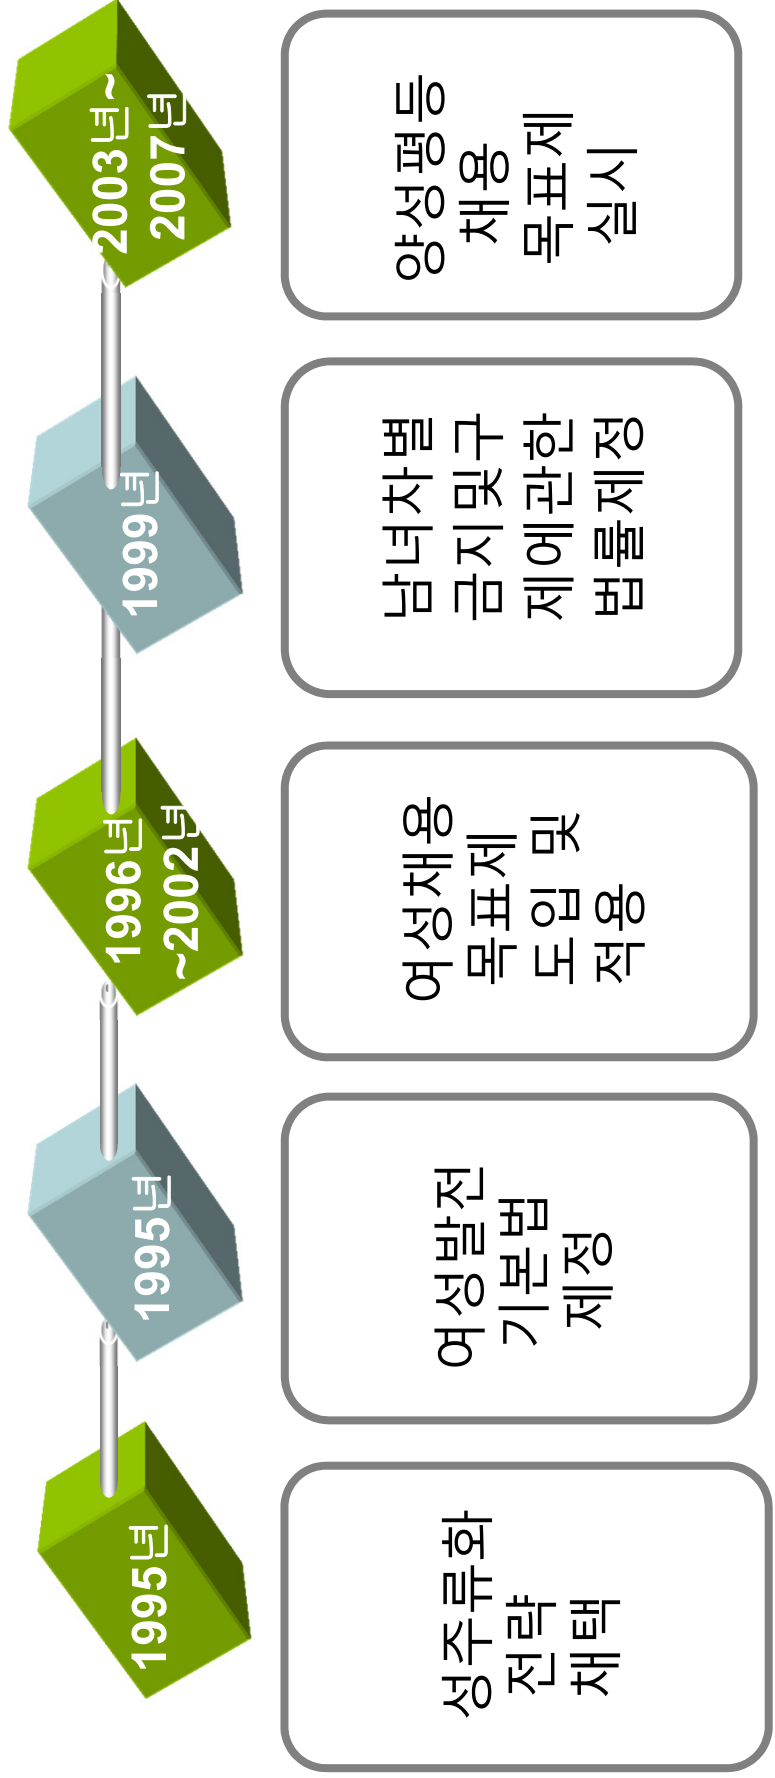 1995년
1995년
1996년
~2002년
1999년
2003년~
2007년
성주류화
전략
채택
여성발전
기본법
제정
여성채용
목표제
도입 및
적용
남녀차별
금지및구
제에관한
법률제정
양성평등
채용
목표제
실시